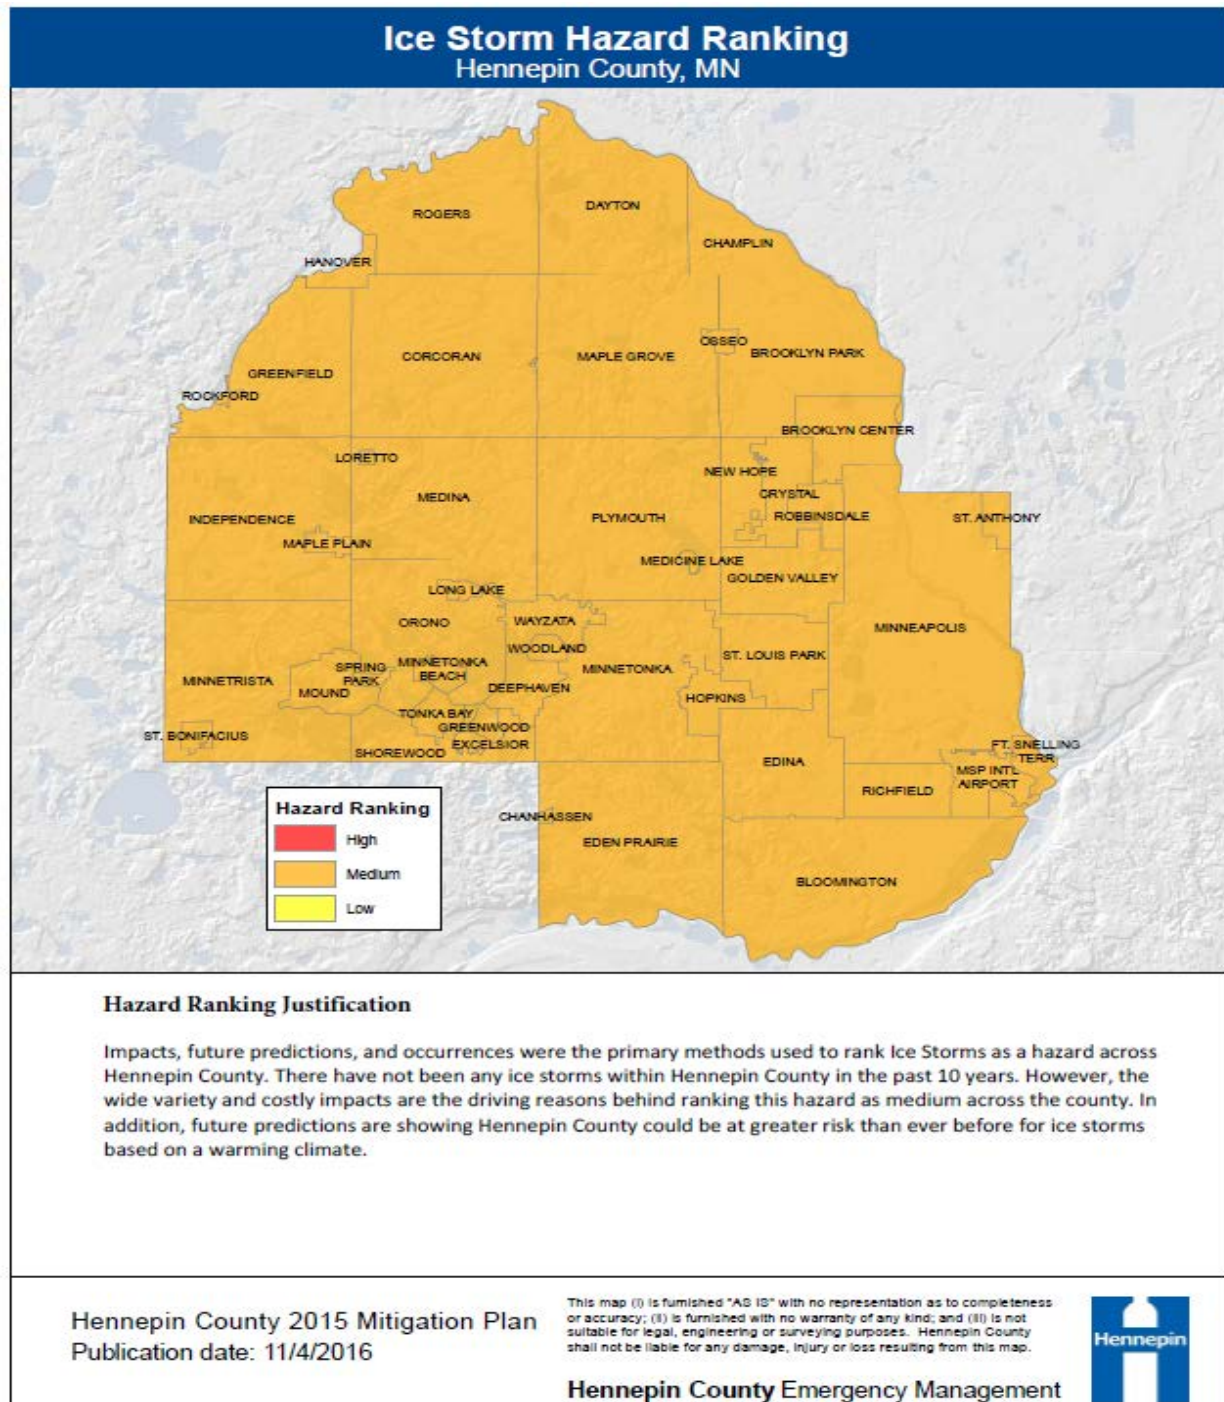 Ice Storm Hazard Ranking
Hennepin County, MN
ROGERS
DAYTON
CHAMPLIN
HANOVER
OSSEO
CORCORAN
MAPLE GROVE
BROOKLYN PARK
GREENFIELD
ROCKFORD
BROOKLYN CENTER
LORETTO
NEW HOPE
MEDINA
CRYSTAL
INDEPENDENCE
PLYMOUTH
ROBBINSDALE
ST. ANTHONY
MAPLE PLAIN
MEDICINE LAKE
GOLDEN VALLEY
LONG LAKE
ORONO
WAYZATA
MINNEAPOLIS
WOODLAND
ST. LOUIS PARK
SPRING
PARK
MINNETONKA
BEACH
MINNETONKA
MINNETRISTA
MOUND
DEEPHAVEN
HOPKINS
TONKA BAY
GREENWOOD
ST. BONIFACIUS
EXCELSIOR
SHOREWOOD
FT. SNELLING
TERR
EDINA
MSP INTL
AIRPORT
RICHFIELD
CHANHASSEN
EDEN PRAIRIE
BLOOMINGTON
Hazard Ranking
High
Medium
Low
Hazard Ranking Justification
Impacts, future predictions, and occurrences were the primary methods used to rank Ice Storms as a hazard across
Hennepin County. There have not been any ice storms within Hennepin County in the past 10 years. However, the
wide variety and costly impacts are the driving reasons behind ranking this hazard as medium across the county. In
addition, future predictions are showing Hennepin County could be at greater risk than ever before for ice storms
based on a warming climate.
Hennepin County 2015 Mitigation Plan
Publication date: 11/4/2016
This map (i) is furnished "AS IS" with no representation as to completeness
or accuracy; (ii) is furnished with no warranty of any kind; and (iii) is not
suitable for legal, engineering or surveying purposes. Hennepin County
shall not be liable for any damage, injury or loss resulting from this map.
Hennepin County Emergency Management
Hennepin